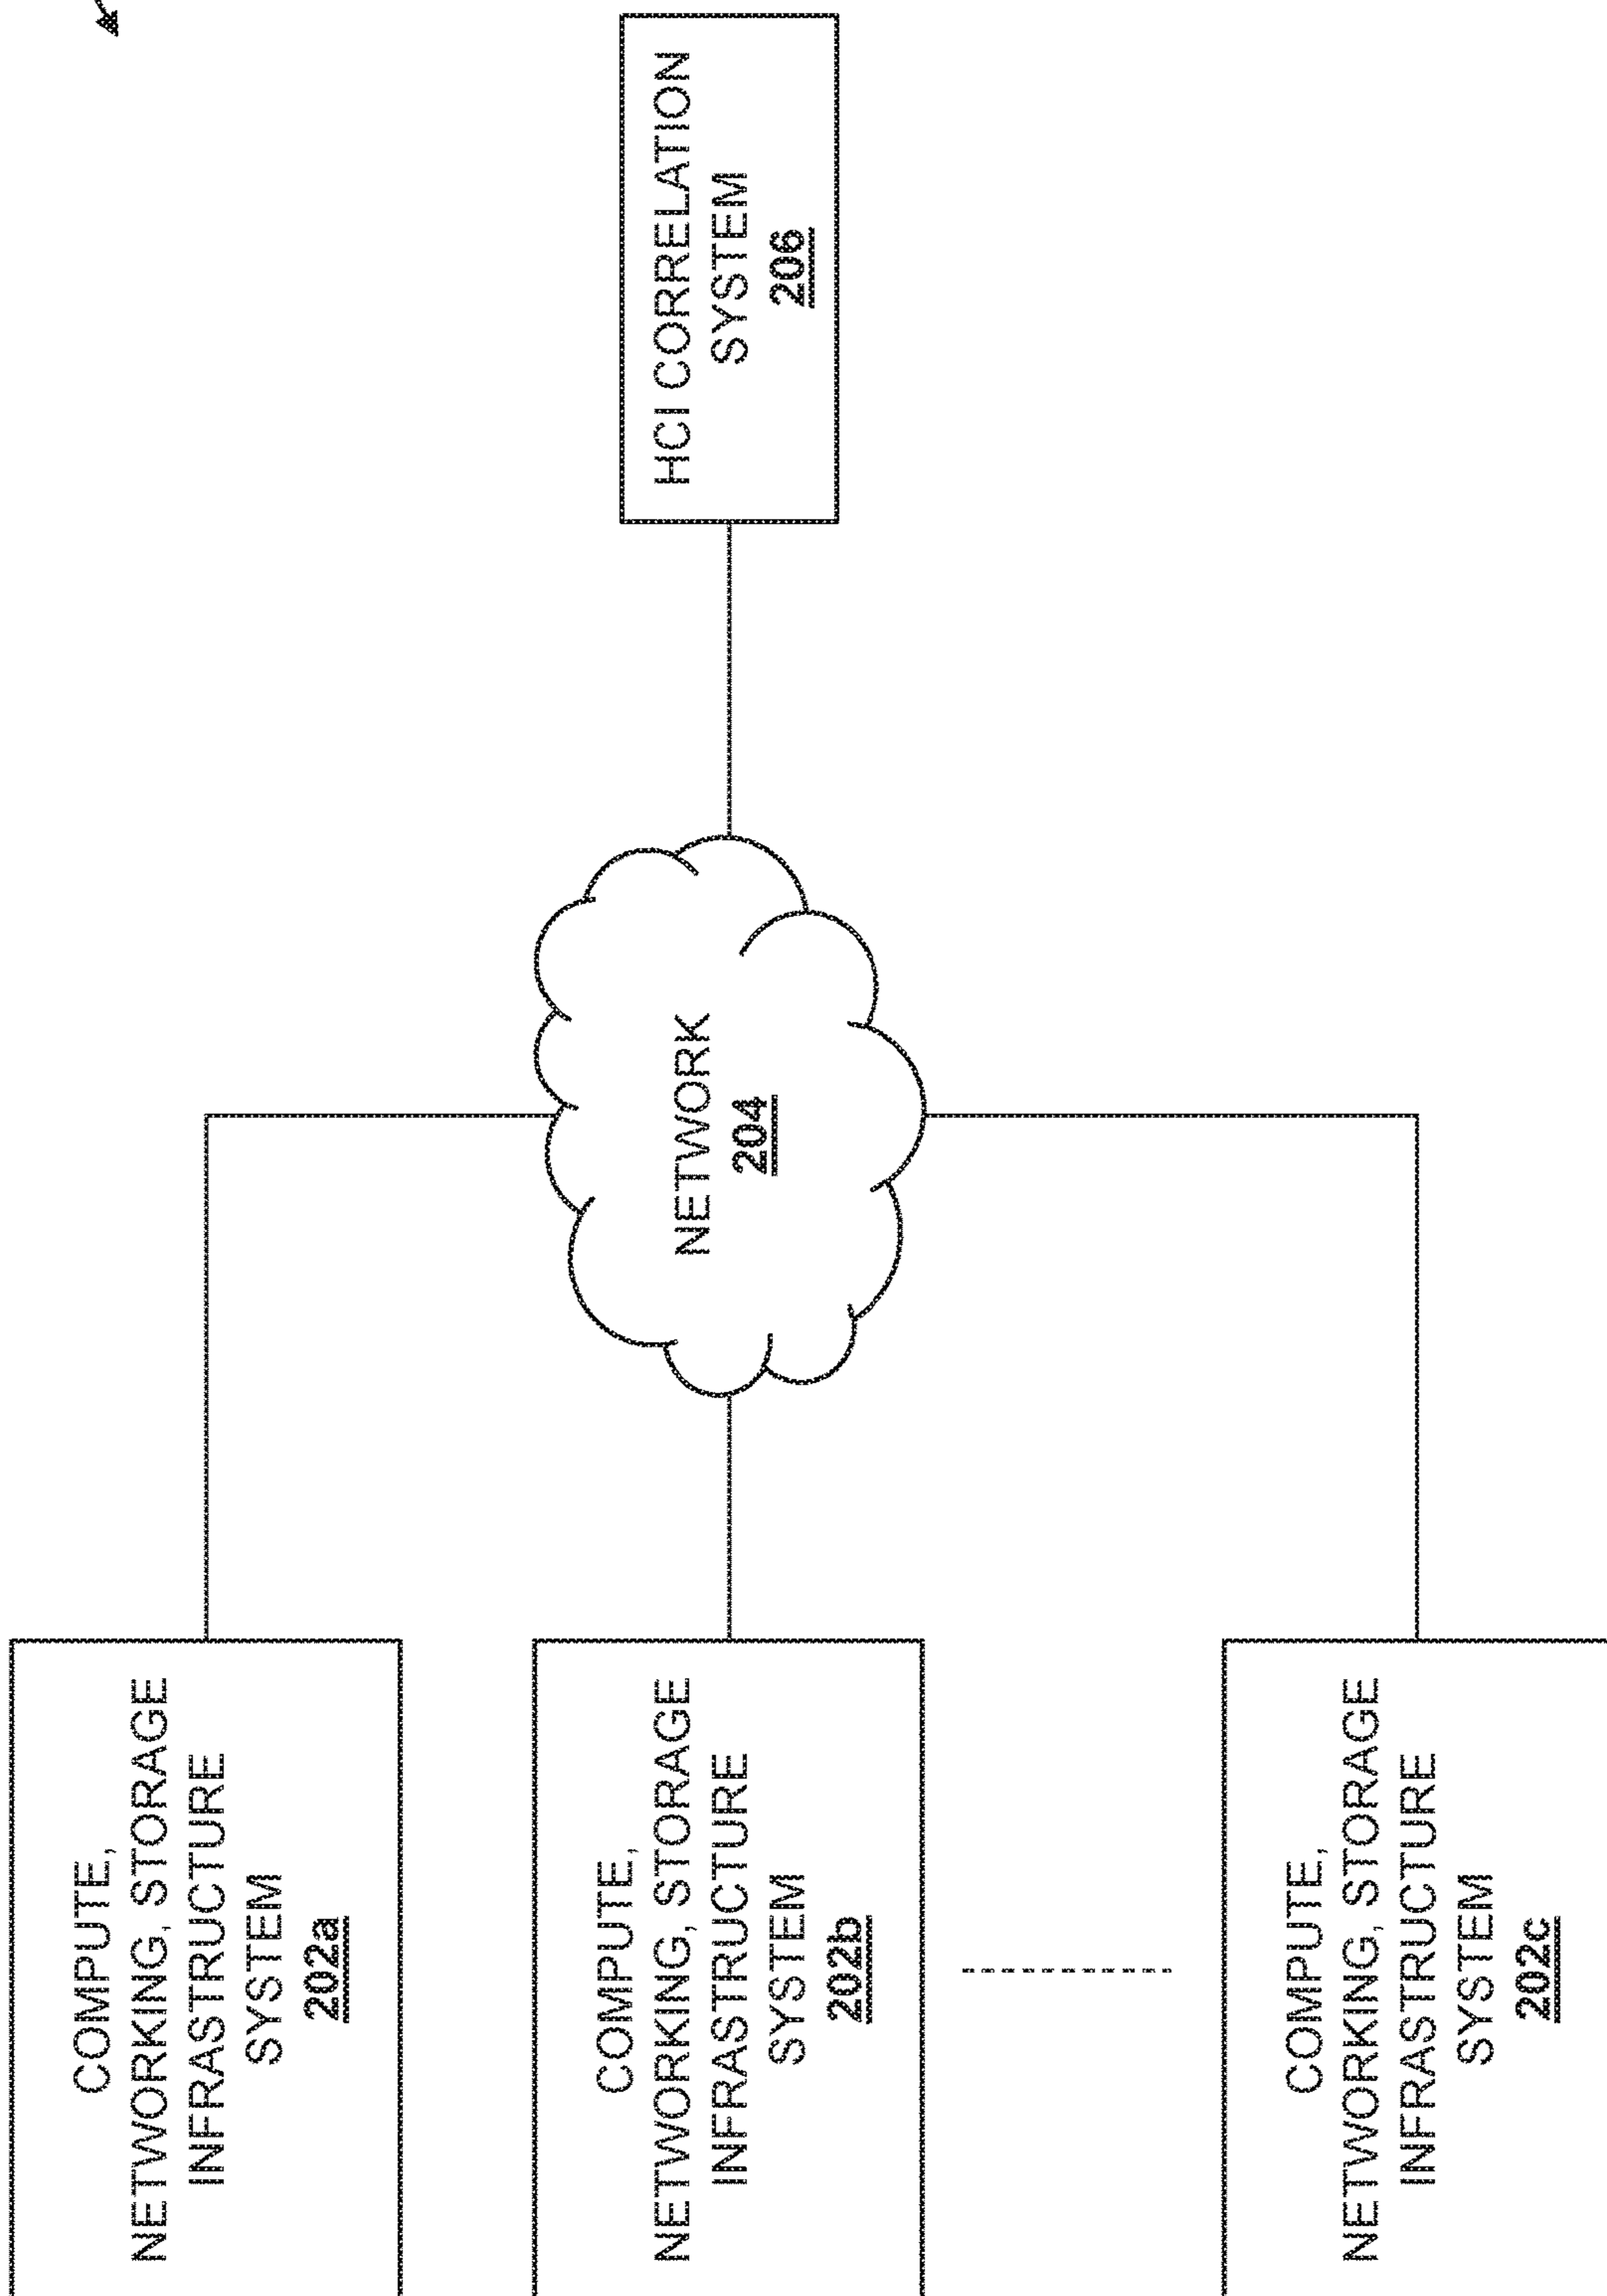 COMPUTE,
NETWORKING, STORAGE
INFRASTRUCTURE
SYSTEM
202a
COMPUTE,
NETWORKING, STORAGE
INFRASTRUCTURE
SYSTEM
202b
COMPUTE,
NETWORKING, STORAGE
INFRASTRUCTURE
SYSTEM
202c
NETWORK
204
HCI CORRELATION
SYSTEM
206